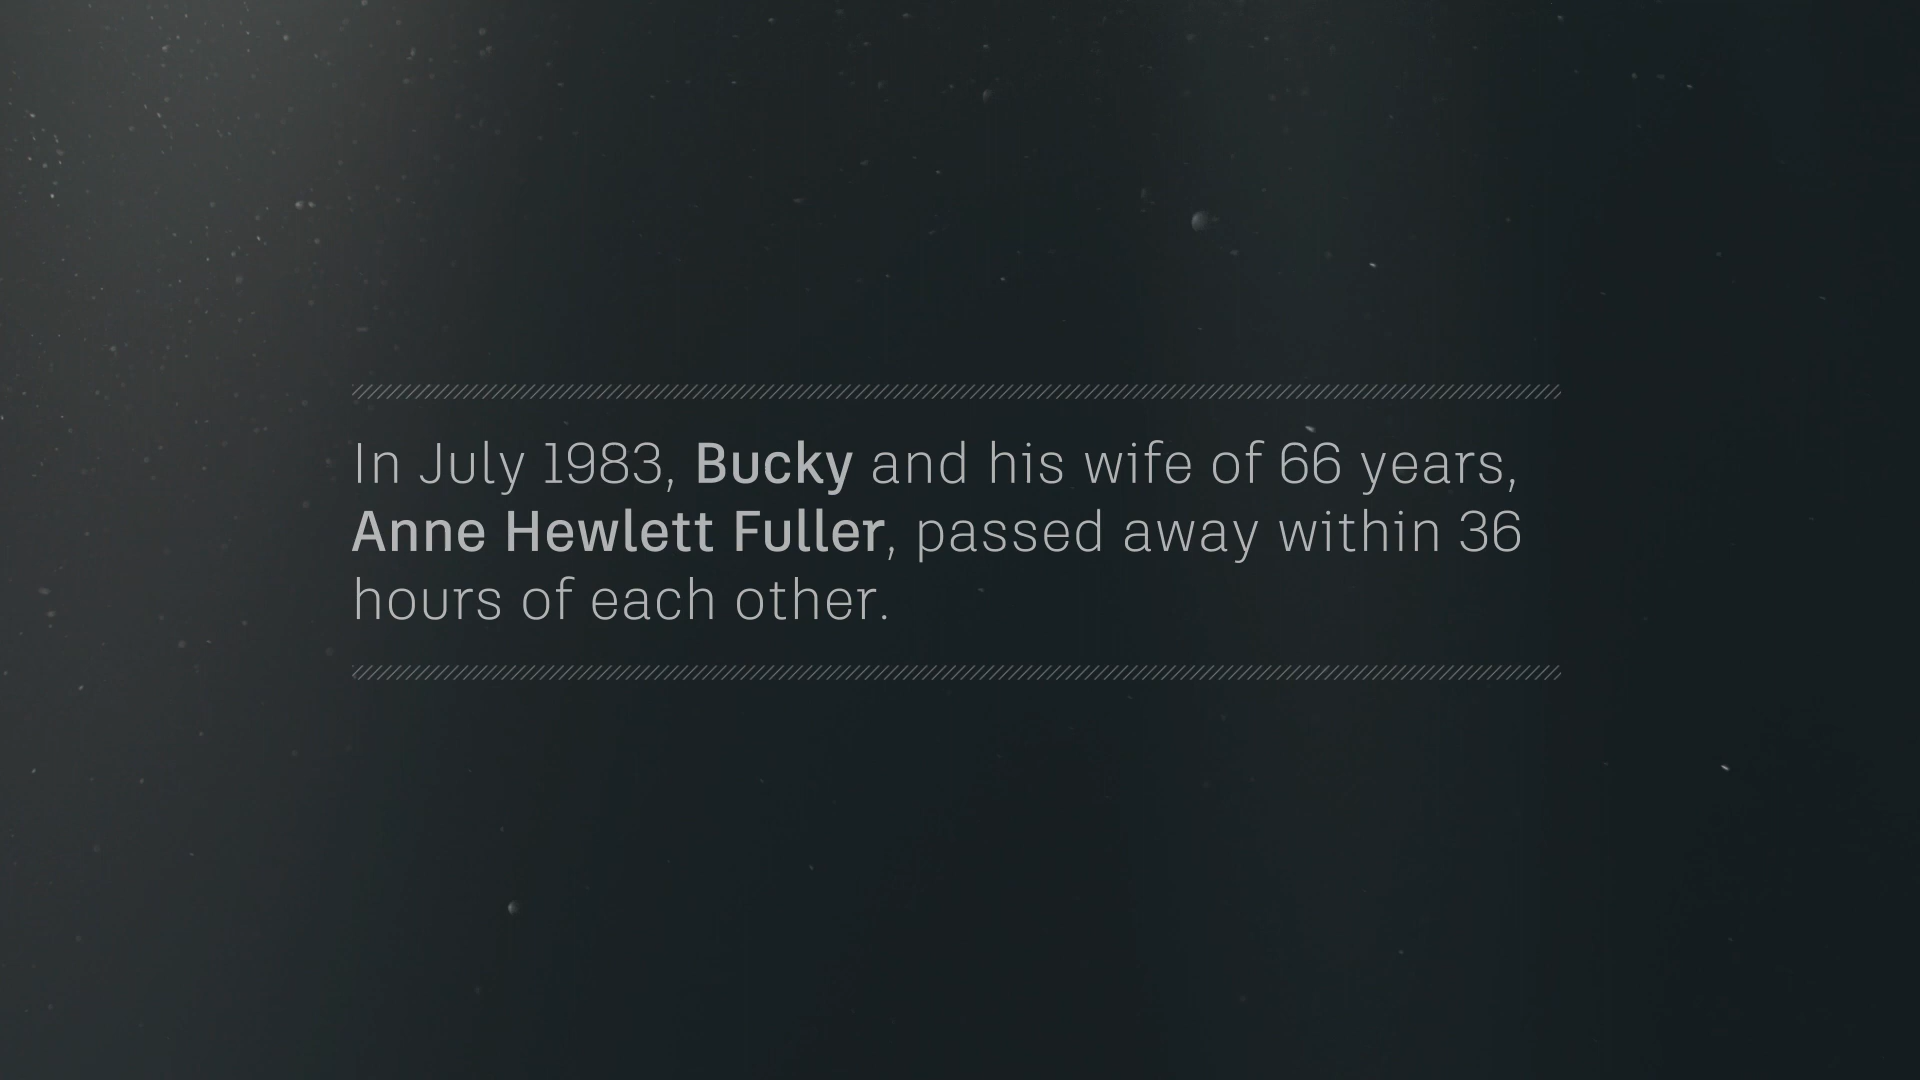 In July 1983, Bucky and his wife of 66 years,
Anne Hewlett Fuller, passed away within 36
hours of each other.